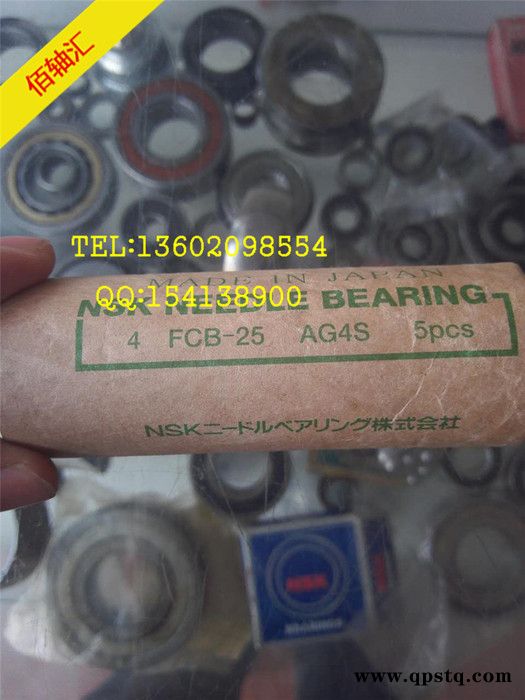 佰轴汇
TEL:13602098554
MADE IN JAPAN
QQ:154138900
NSK NEEDLE BEARING
4 FCB-25 AG4S 5pcs
NSKニードルベアリング株式会社
NSK
www.qpstq.com